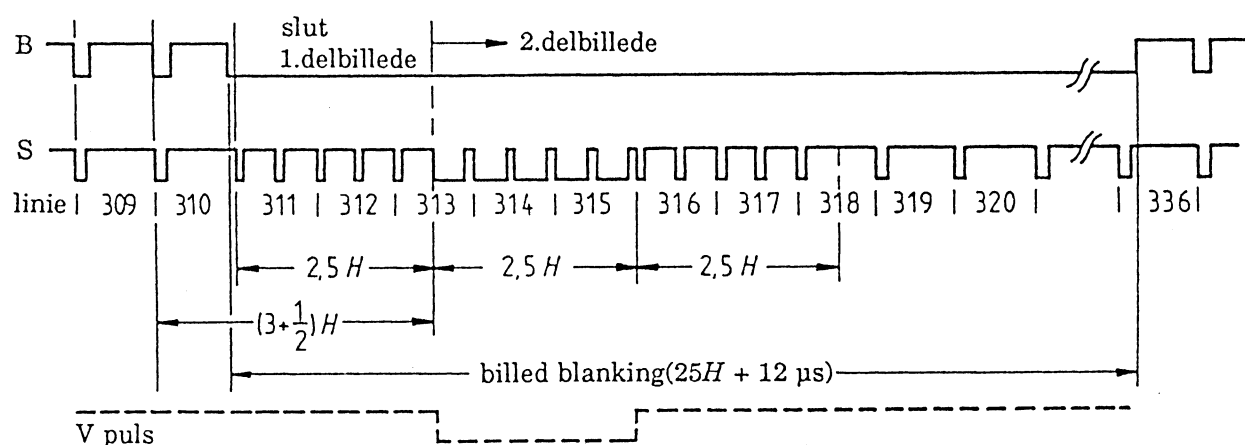 B
slut
1.delbillede
2.delbillede
S
linie | 309 | 310 | 311 | 312 | 313 | 314 | 315 | 316 | 317 | 318 | 319 | 320 | | 336 |
2,5 H
2,5 H
2,5 H
(3+1/2)H
billed blanking(25H + 12 µs)
V puls